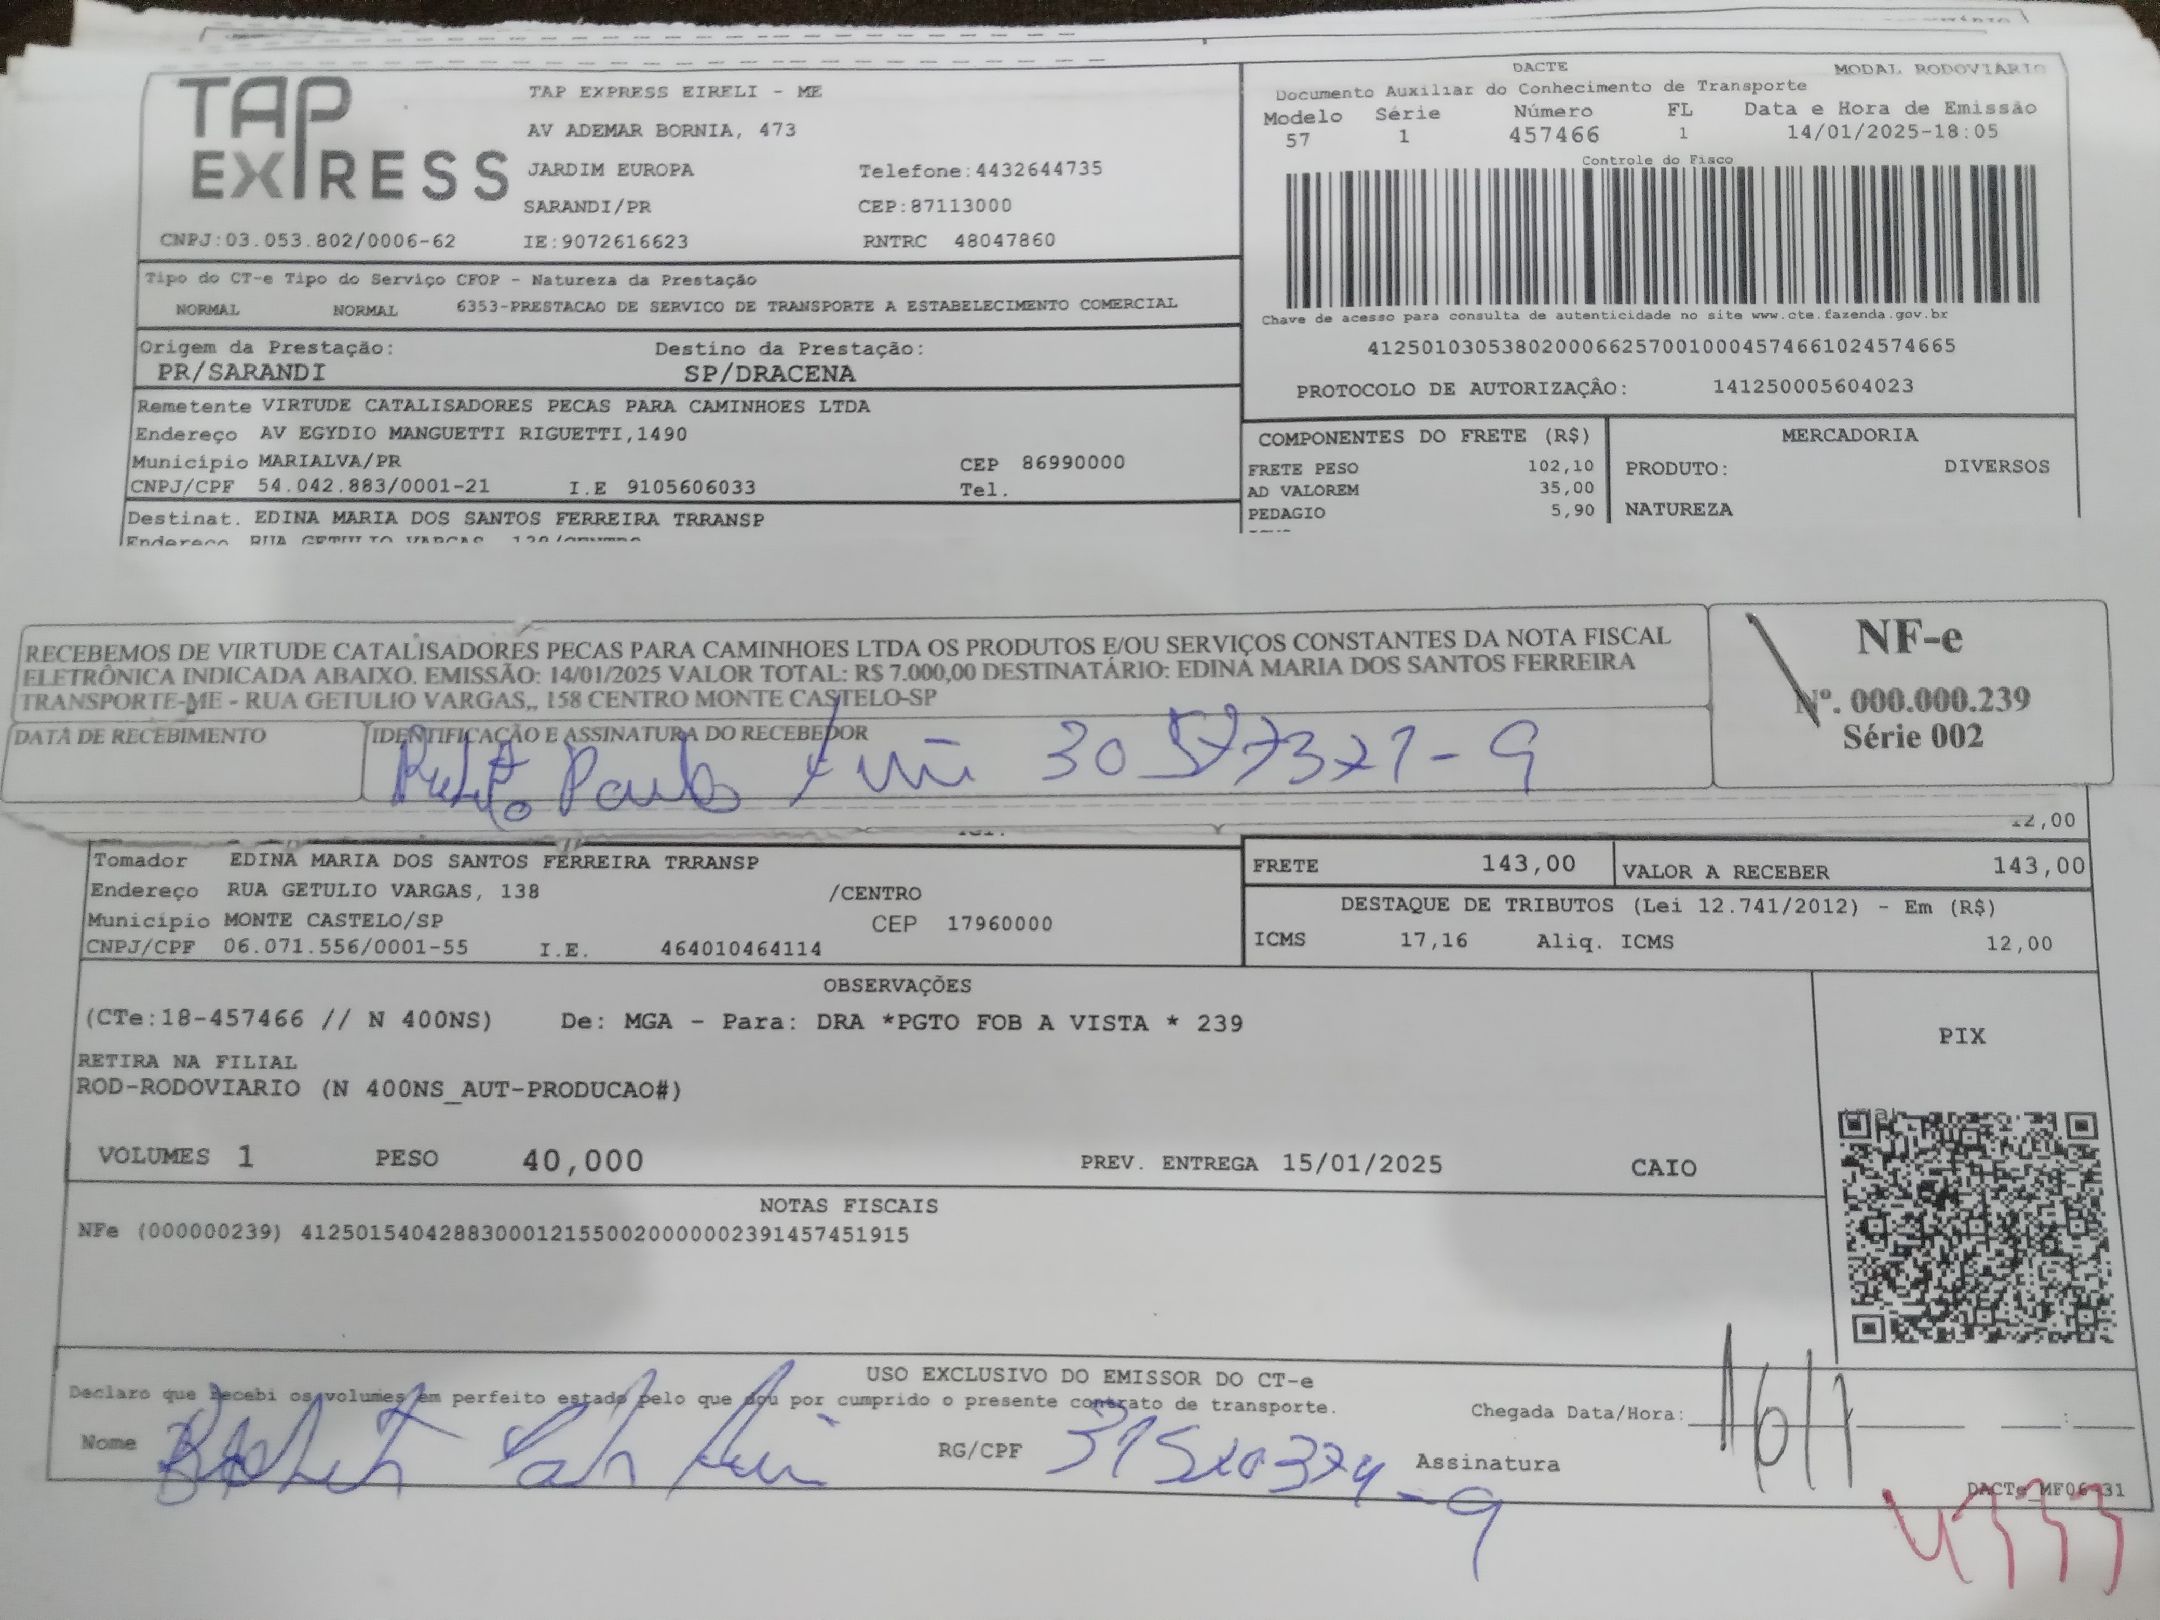 TAP EXPRESS
TAP EXPRESS EIRELI - ME
AV ADEMAR BORNIA, 473
JARDIM EUROPA Telefone:4432644735
SARANDI/PR CEP:87113000
CNPJ:03.053.802/0006-62 IE:9072616623 RNTRC 48047860
DACTE MODAL RODOVIARIO
Documento Auxiliar do Conhecimento de Transporte
Modelo Série Número FL Data e Hora de Emissão
57 1 457466 1 14/01/2025-18:05
Controle do Fisco
Chave de acesso para consulta de autenticidade no site www.cte.fazenda.gov.br
41250103053802000662570010004574661024574665
PROTOCOLO DE AUTORIZAÇÂO: 141250005604023
Tipo do CT-e Tipo do Serviço CFOP - Natureza da Prestação
NORMAL NORMAL 6353-PRESTACAO DE SERVICO DE TRANSPORTE A ESTABELECIMENTO COMERCIAL
Origem da Prestação: Destino da Prestação:
PR/SARANDI SP/DRACENA
Remetente VIRTUDE CATALISADORES PECAS PARA CAMINHOES LTDA
Endereço AV EGYDIO MANGUETTI RIGUETTI,1490
Município MARIALVA/PR CEP 86990000
CNPJ/CPF 54.042.883/0001-21 I.E 9105606033 Tel.
Destinat. EDINA MARIA DOS SANTOS FERREIRA TRRANSP
Endereço RUA GETULIO VARGAS, 138/CENTRO
COMPONENTES DO FRETE (R$) MERCADORIA
FRETE PESO 102,10 PRODUTO: DIVERSOS
AD VALOREM 35,00
PEDAGIO 5,90 NATUREZA
RECEBEMOS DE VIRTUDE CATALISADORES PECAS PARA CAMINHOES LTDA OS PRODUTOS E/OU SERVIÇOS CONSTANTES DA NOTA FISCAL
ELETRÔNICA INDICADA ABAIXO. EMISSÃO: 14/01/2025 VALOR TOTAL: R$ 7.000,00 DESTINATÁRIO: EDINA MARIA DOS SANTOS FERREIRA
TRANSPORTE-ME - RUA GETULIO VARGAS,, 158 CENTRO MONTE CASTELO-SP
DATA DE RECEBIMENTO IDENTIFICAÇÃO E ASSINATURA DO RECEBEDOR
NF-e
Nº. 000.000.239
Série 002
12,00
Tomador EDINA MARIA DOS SANTOS FERREIRA TRRANSP
Endereço RUA GETULIO VARGAS, 138 /CENTRO
Município MONTE CASTELO/SP CEP 17960000
CNPJ/CPF 06.071.556/0001-55 I.E. 464010464114
FRETE 143,00 VALOR A RECEBER 143,00
DESTAQUE DE TRIBUTOS (Lei 12.741/2012) - Em (R$)
ICMS 17,16 Aliq. ICMS 12,00
OBSERVAÇÕES
(CTe:18-457466 // N 400NS) De: MGA - Para: DRA *PGTO FOB A VISTA * 239
RETIRA NA FILIAL
ROD-RODOVIARIO (N 400NS_AUT-PRODUCAO#)
PIX
VOLUMES 1 PESO 40,000 PREV. ENTREGA 15/01/2025 CAIO
NOTAS FISCAIS
NFe (000000239) 41250154042883000121550020000002391457451915
USO EXCLUSIVO DO EMISSOR DO CT-e
Declaro que recebi os volumes em perfeito estado pelo que dou por cumprido o presente contrato de transporte.
Chegada Data/Hora:
Nome RG/CPF Assinatura